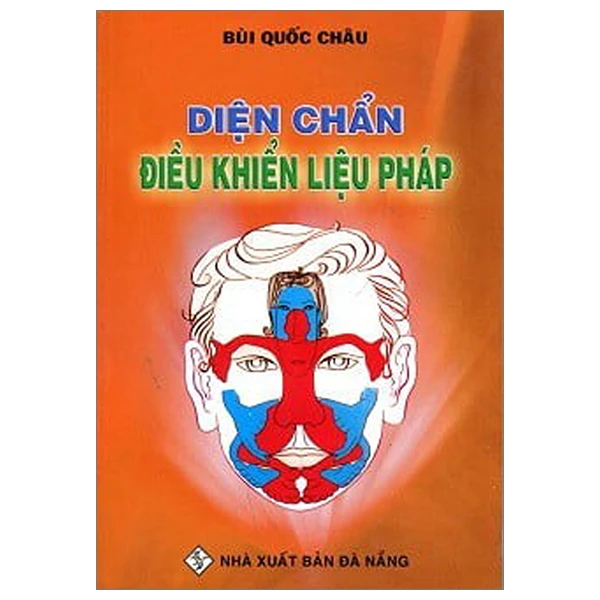 BÙI QUỐC CHÂU
DIỆN CHẨN
ĐIỀU KHIỂN LIỆU PHÁP
NHÀ XUẤT BẢN ĐÀ NẴNG